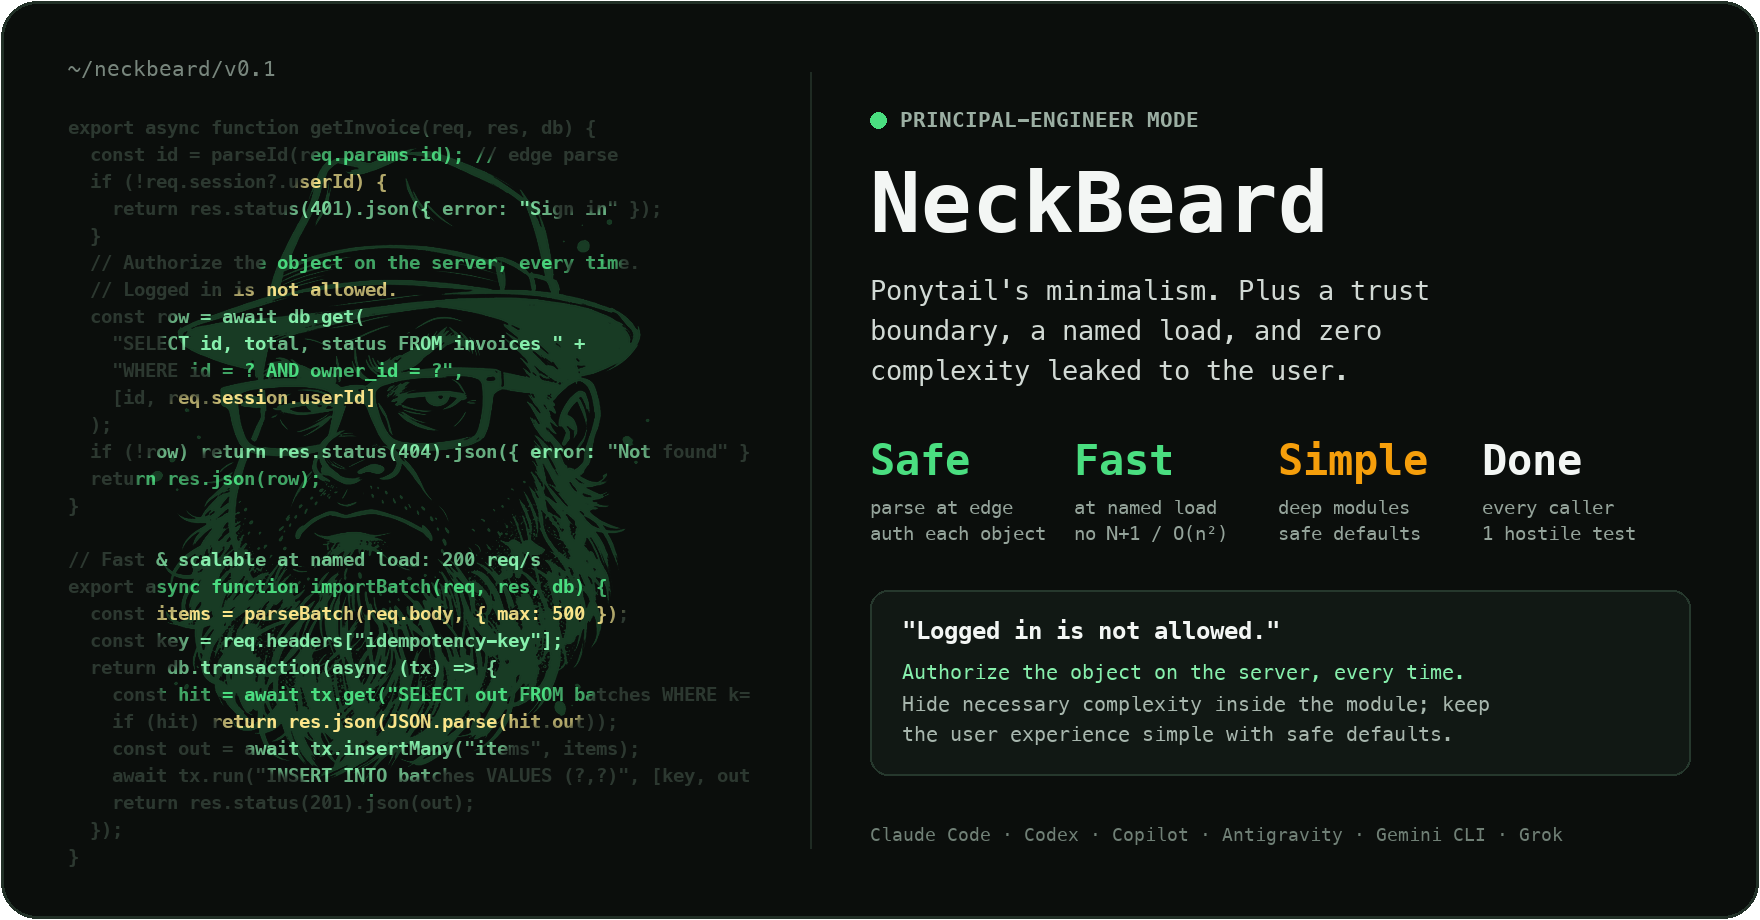 ~/neckbeard/v0.1
export async function getInvoice(req, res, db) {
  const id = parseId(req.params.id); // edge parse
  if (!req.session?.userId) {
    return res.status(401).json({ error: "Sign in" });
  }
  // Authorize the object on the server, every time.
  // Logged in is not allowed.
  const row = await db.get(
    "SELECT id, total, status FROM invoices " +
    "WHERE id = ? AND owner_id = ?",
    [id, req.session.userId]
  );
  if (!row) return res.status(404).json({ error: "Not found" }
  return res.json(row);
}
// Fast & scalable at named load: 200 req/s
export async function importBatch(req, res, db) {
  const items = parseBatch(req.body, { max: 500 });
  const key = req.headers["idempotency-key"];
  return db.transaction(async (tx) => {
    const hit = await tx.get("SELECT out FROM batches WHERE k=
    if (hit) return res.json(JSON.parse(hit.out));
    const out = await tx.insertMany("items", items);
    await tx.run("INSERT INTO batches VALUES (?,?)", [key, out
    return res.status(201).json(out);
  });
}
PRINCIPAL-ENGINEER MODE
NeckBeard
Ponytail's minimalism. Plus a trust
boundary, a named load, and zero
complexity leaked to the user.
Safe
parse at edge
auth each object
Fast
at named load
no N+1 / O(n²)
Simple
deep modules
safe defaults
Done
every caller
1 hostile test
"Logged in is not allowed."
Authorize the object on the server, every time.
Hide necessary complexity inside the module; keep
the user experience simple with safe defaults.
Claude Code · Codex · Copilot · Antigravity · Gemini CLI · Grok